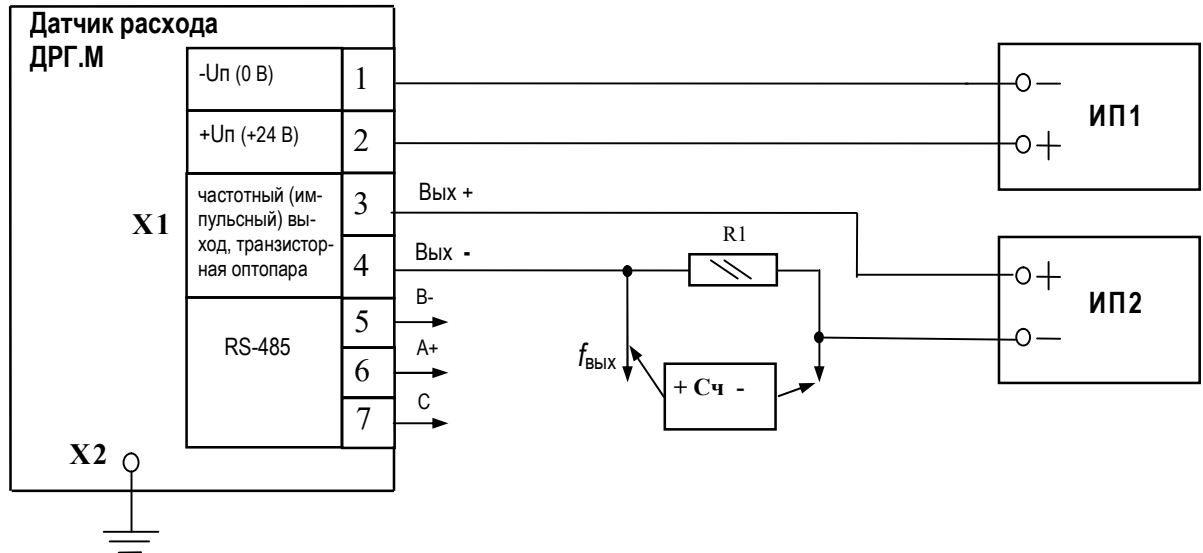 Датчик расхода
ДРГ.М
-Uп (0 В)
1
+Uп (+24 В)
2
частотный (им-
пульсный) вы-
ход, транзистор-
ная оптопара
3
4
X1
RS-485
5
6
7
X2
Вых +
Вых -
B-
A+
C
R1
fвых
+ Сч -
− ИП1
+
+ ИП2
−